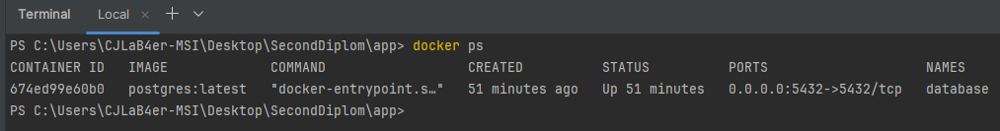 Terminal Local × + ∨
PS C:\Users\CJLaB4er-MSI\Desktop\SecondDiplom\app> docker ps
CONTAINER ID IMAGE COMMAND CREATED STATUS PORTS NAMES
674ed99e60b0 postgres:latest "docker-entrypoint.s…" 51 minutes ago Up 51 minutes 0.0.0.0:5432->5432/tcp database
PS C:\Users\CJLaB4er-MSI\Desktop\SecondDiplom\app>